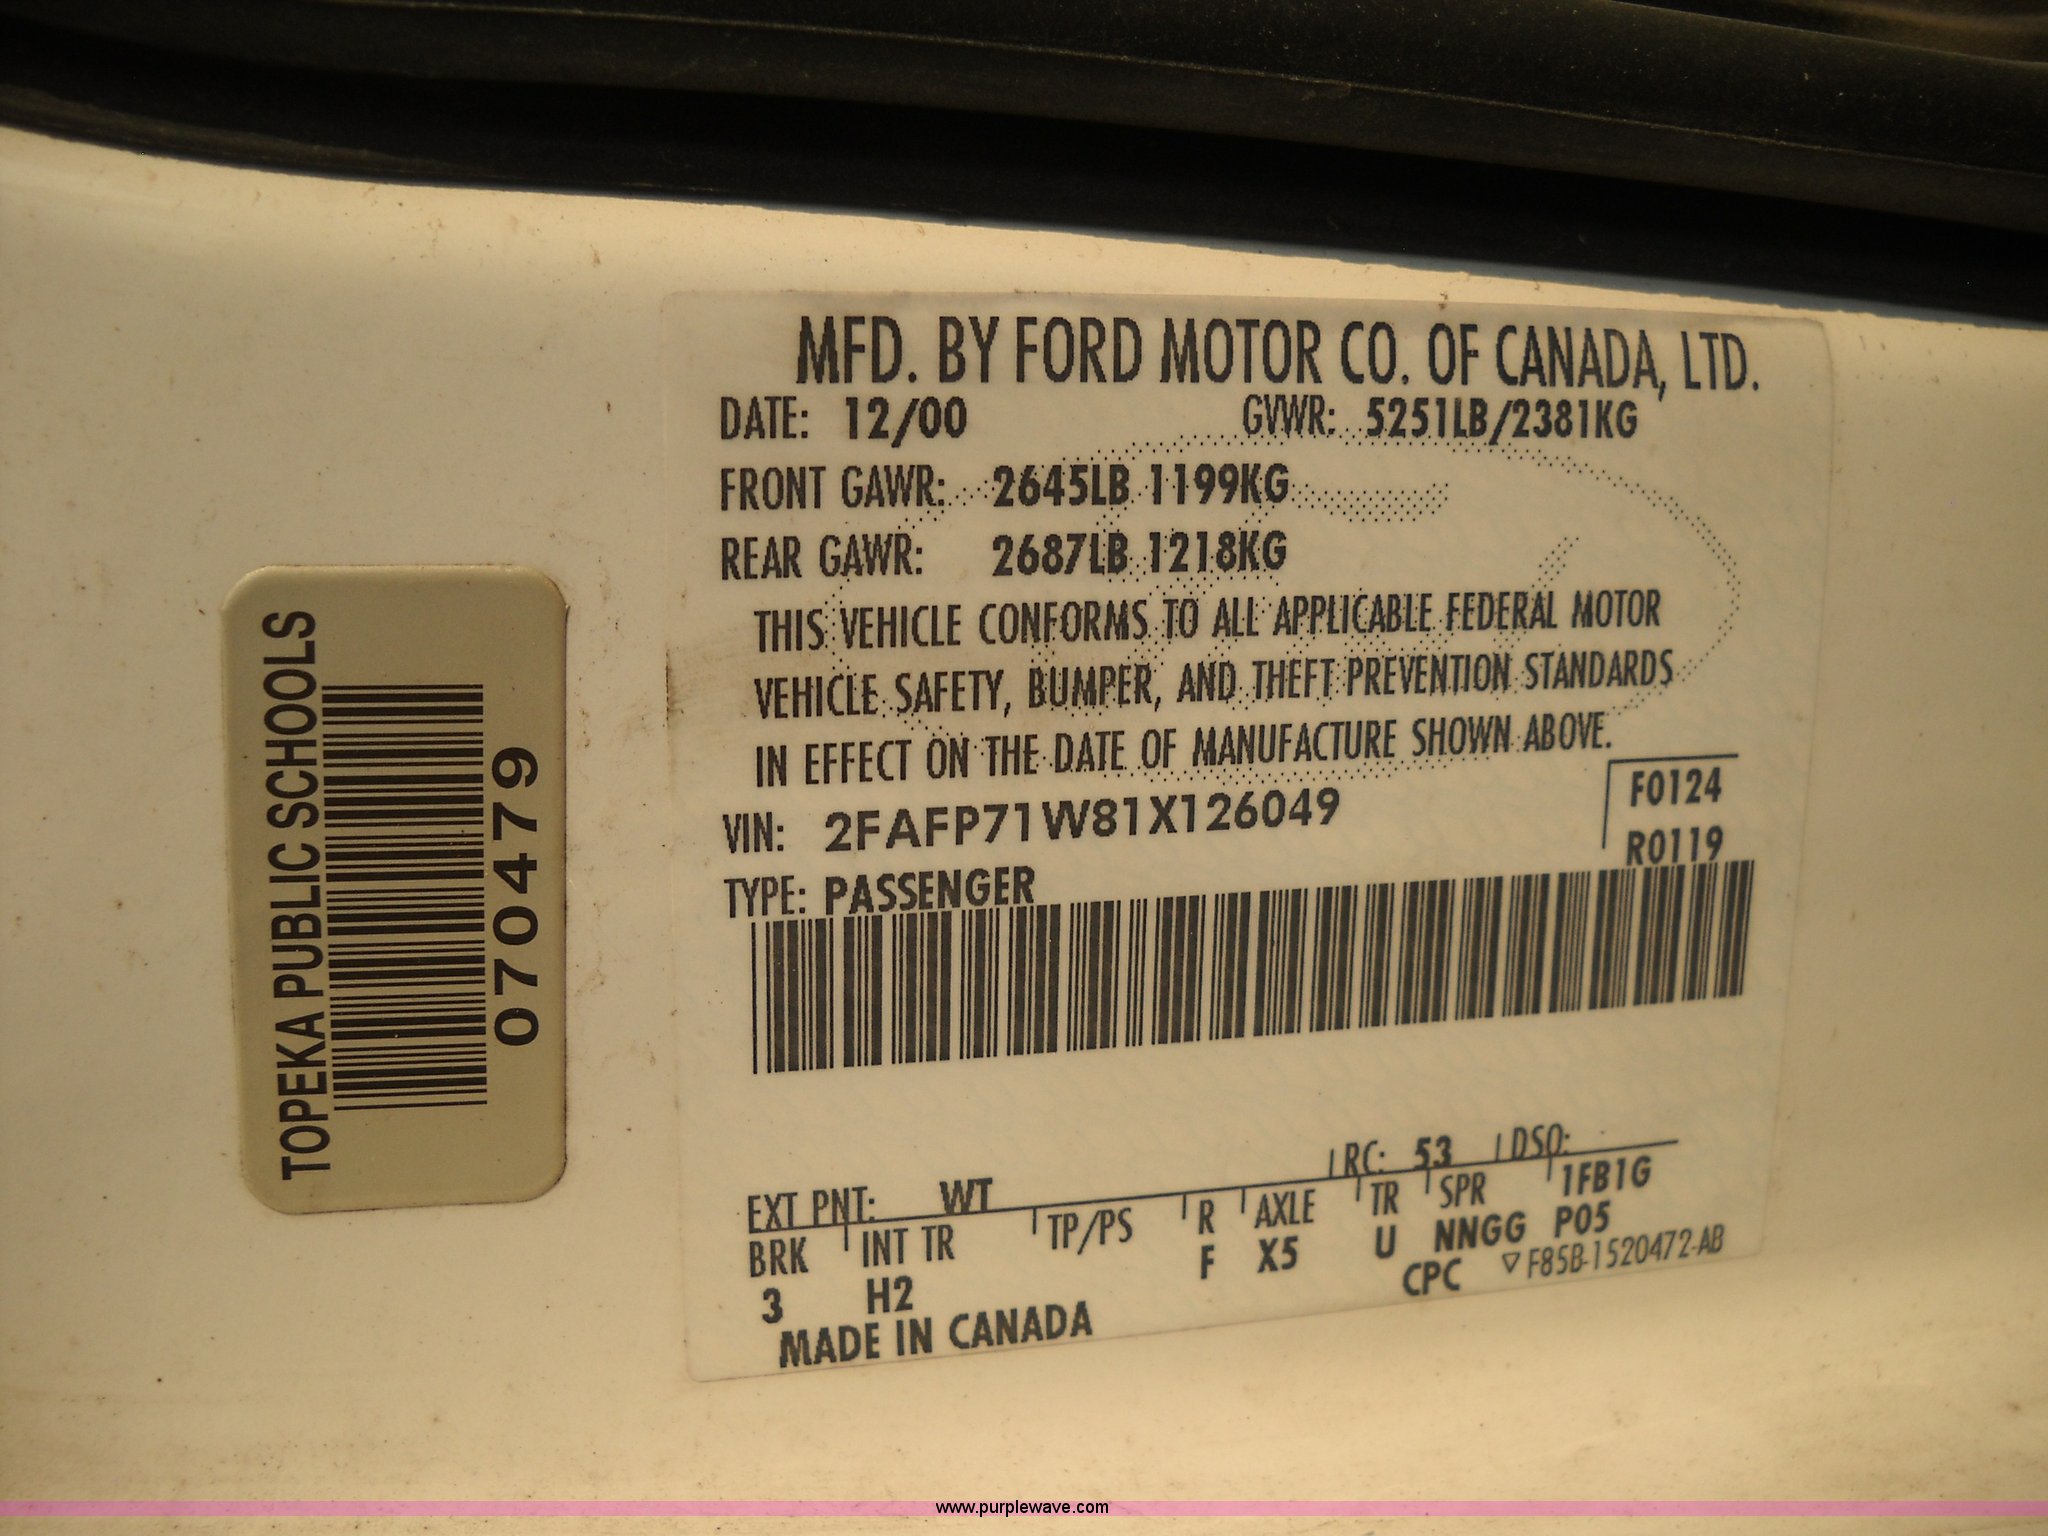 MFD. BY FORD MOTOR CO. OF CANADA, LTD.
DATE: 12/00 GVWR: 5251LB/2381KG
FRONT GAWR: 2645LB 1199KG
REAR GAWR: 2687LB 1218KG
THIS VEHICLE CONFORMS TO ALL APPLICABLE FEDERAL MOTOR
VEHICLE SAFETY, BUMPER, AND THEFT PREVENTION STANDARDS
IN EFFECT ON THE DATE OF MANUFACTURE SHOWN ABOVE.
F0124
VIN: 2FAFP71W81X126049
R0119
TYPE: PASSENGER
EXT PNT: WT RC: 53 DSO:
BRK INT TR TP/PS R AXLE TR SPR 1FB1G
3 H2 F X5 U NNGG P05
MADE IN CANADA CPC ▽ F85B-1520472-AB
TOPEKA PUBLIC SCHOOLS
070479
www.purplewave.com